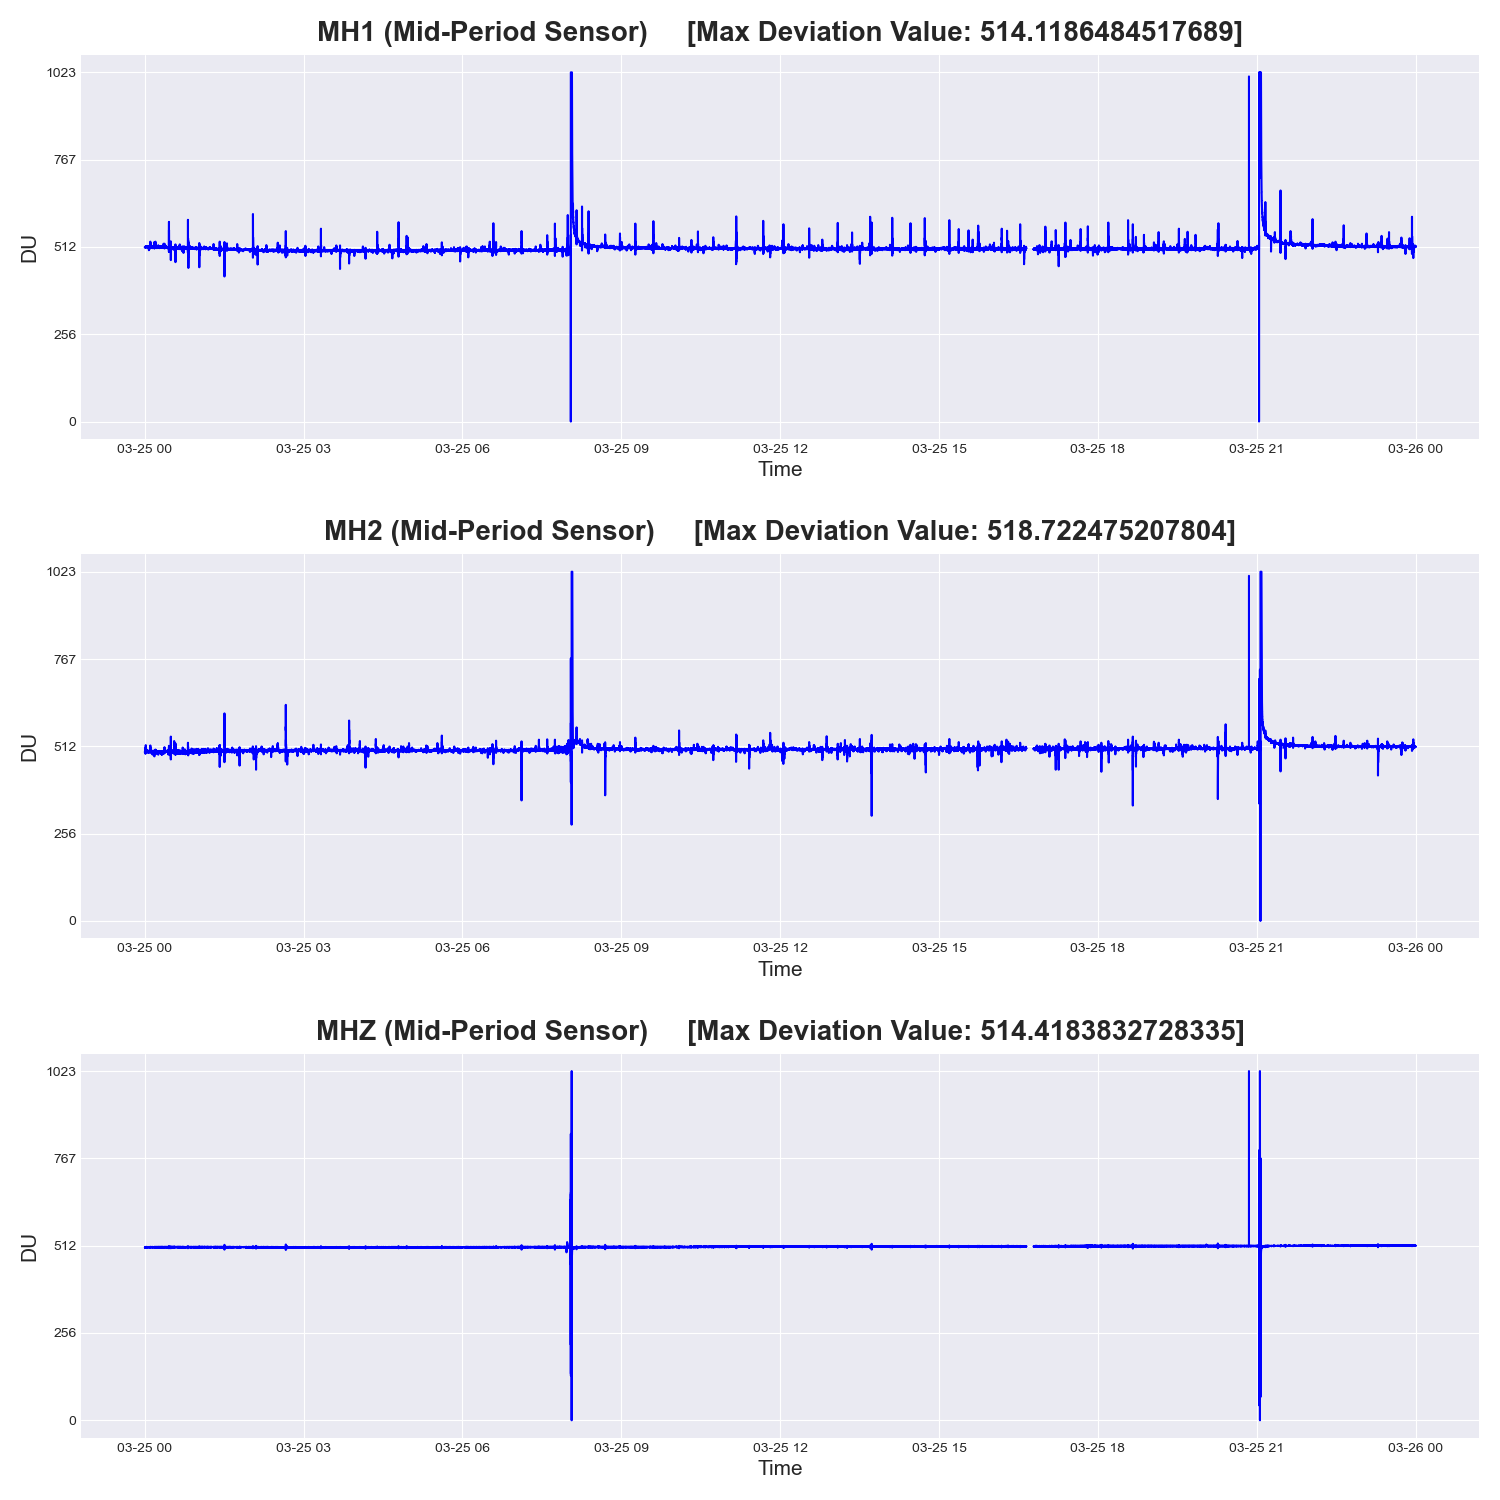 MH1 (Mid-Period Sensor) [Max Deviation Value: 514.1186484517689]
1023
767
512
256
0
DU
03-25 00 03-25 03 03-25 06 03-25 09 03-25 12 03-25 15 03-25 18 03-25 21 03-26 00
Time
MH2 (Mid-Period Sensor) [Max Deviation Value: 518.722475207804]
1023
767
512
256
0
DU
03-25 00 03-25 03 03-25 06 03-25 09 03-25 12 03-25 15 03-25 18 03-25 21 03-26 00
Time
MHZ (Mid-Period Sensor) [Max Deviation Value: 514.4183832728335]
1023
767
512
256
0
DU
03-25 00 03-25 03 03-25 06 03-25 09 03-25 12 03-25 15 03-25 18 03-25 21 03-26 00
Time